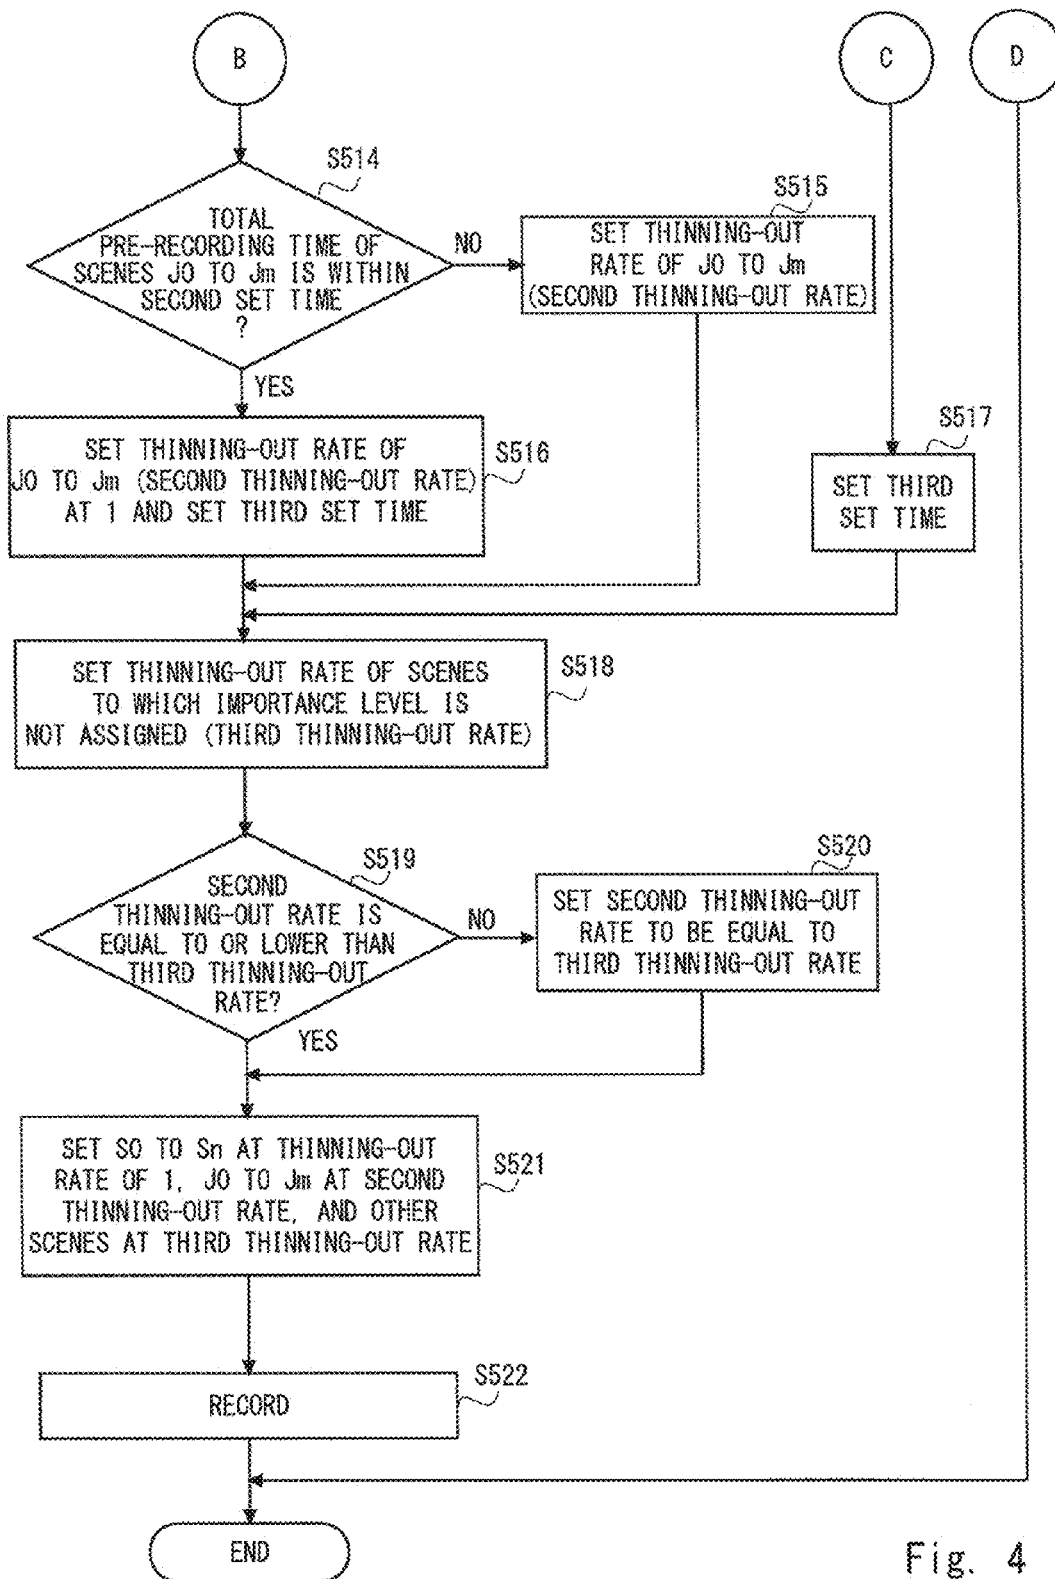 B
C
D
S514
TOTAL
PRE-RECORDING TIME OF
SCENES J0 TO Jm IS WITHIN
SECOND SET TIME
?
NO
S515
SET THINNING-OUT
RATE OF J0 TO Jm
(SECOND THINNING-OUT RATE)
YES
SET THINNING-OUT RATE OF
J0 TO Jm (SECOND THINNING-OUT RATE)
AT 1 AND SET THIRD SET TIME
S516
S517
SET THIRD
SET TIME
SET THINNING-OUT RATE OF SCENES
TO WHICH IMPORTANCE LEVEL IS
NOT ASSIGNED (THIRD THINNING-OUT RATE)
S518
S519
SECOND
THINNING-OUT RATE IS
EQUAL TO OR LOWER THAN
THIRD THINNING-OUT
RATE?
NO
S520
SET SECOND THINNING-OUT
RATE TO BE EQUAL TO
THIRD THINNING-OUT RATE
YES
SET S0 TO Sn AT THINNING-OUT
RATE OF 1, J0 TO Jm AT SECOND
THINNING-OUT RATE, AND OTHER
SCENES AT THIRD THINNING-OUT RATE
S521
RECORD
S522
END
Fig. 4